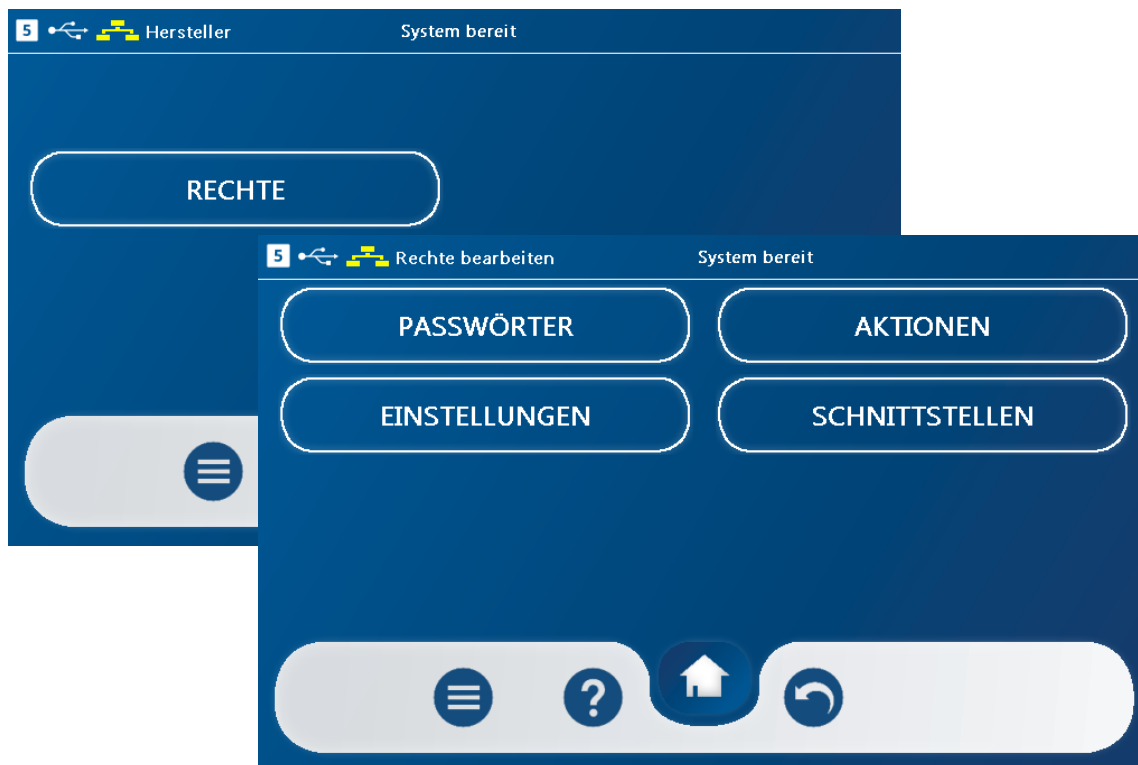 5 Hersteller System bereit
RECHTE
5 Rechte bearbeiten System bereit
PASSWÖRTER AKTIONEN
EINSTELLUNGEN SCHNITTSTELLEN
?